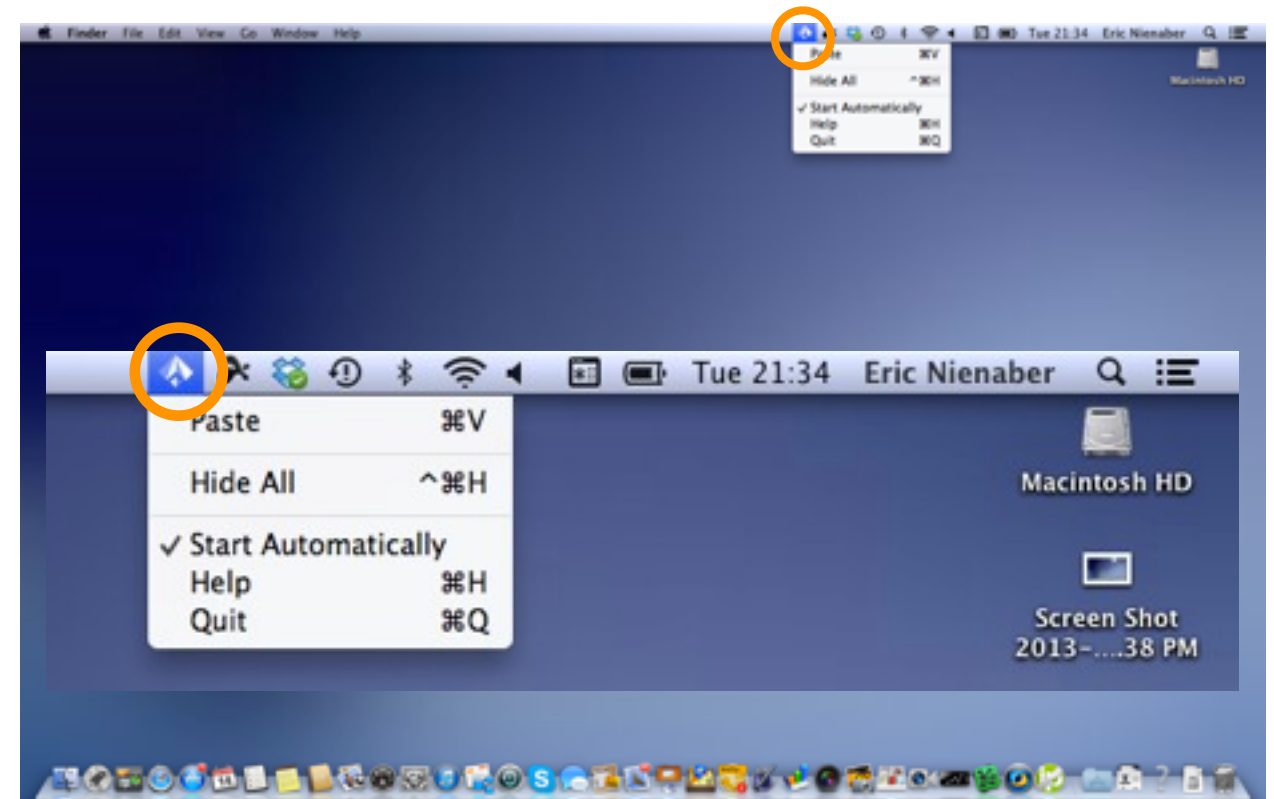 Finder File Edit View Go Window Help
Tue 21:34 Eric Nienaber
Paste ⌘V
Hide All ^⌘H
✓ Start Automatically
Help ⌘H
Quit ⌘Q
Macintosh HD
Tue 21:34 Eric Nienaber
Paste ⌘V
Hide All ^⌘H
✓ Start Automatically
Help ⌘H
Quit ⌘Q
Macintosh HD
Screen Shot
2013-....38 PM